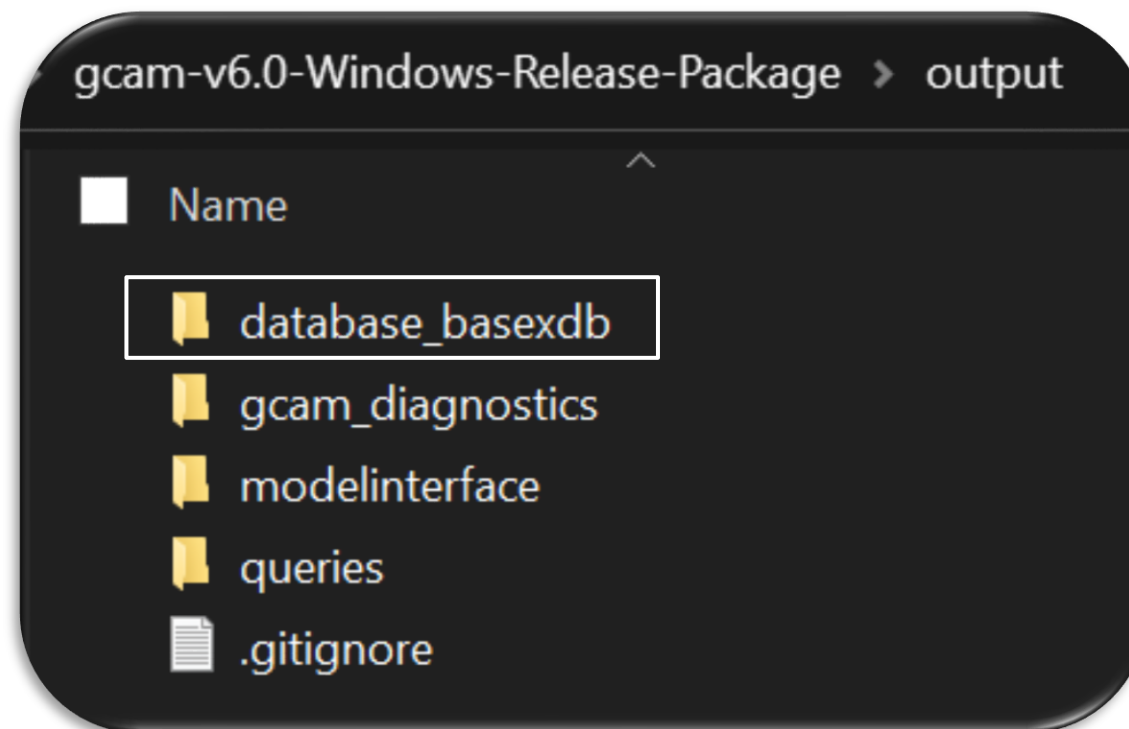 gcam-v6.0-Windows-Release-Package > output
Name
database_basexdb
gcam_diagnostics
modelinterface
queries
.gitignore